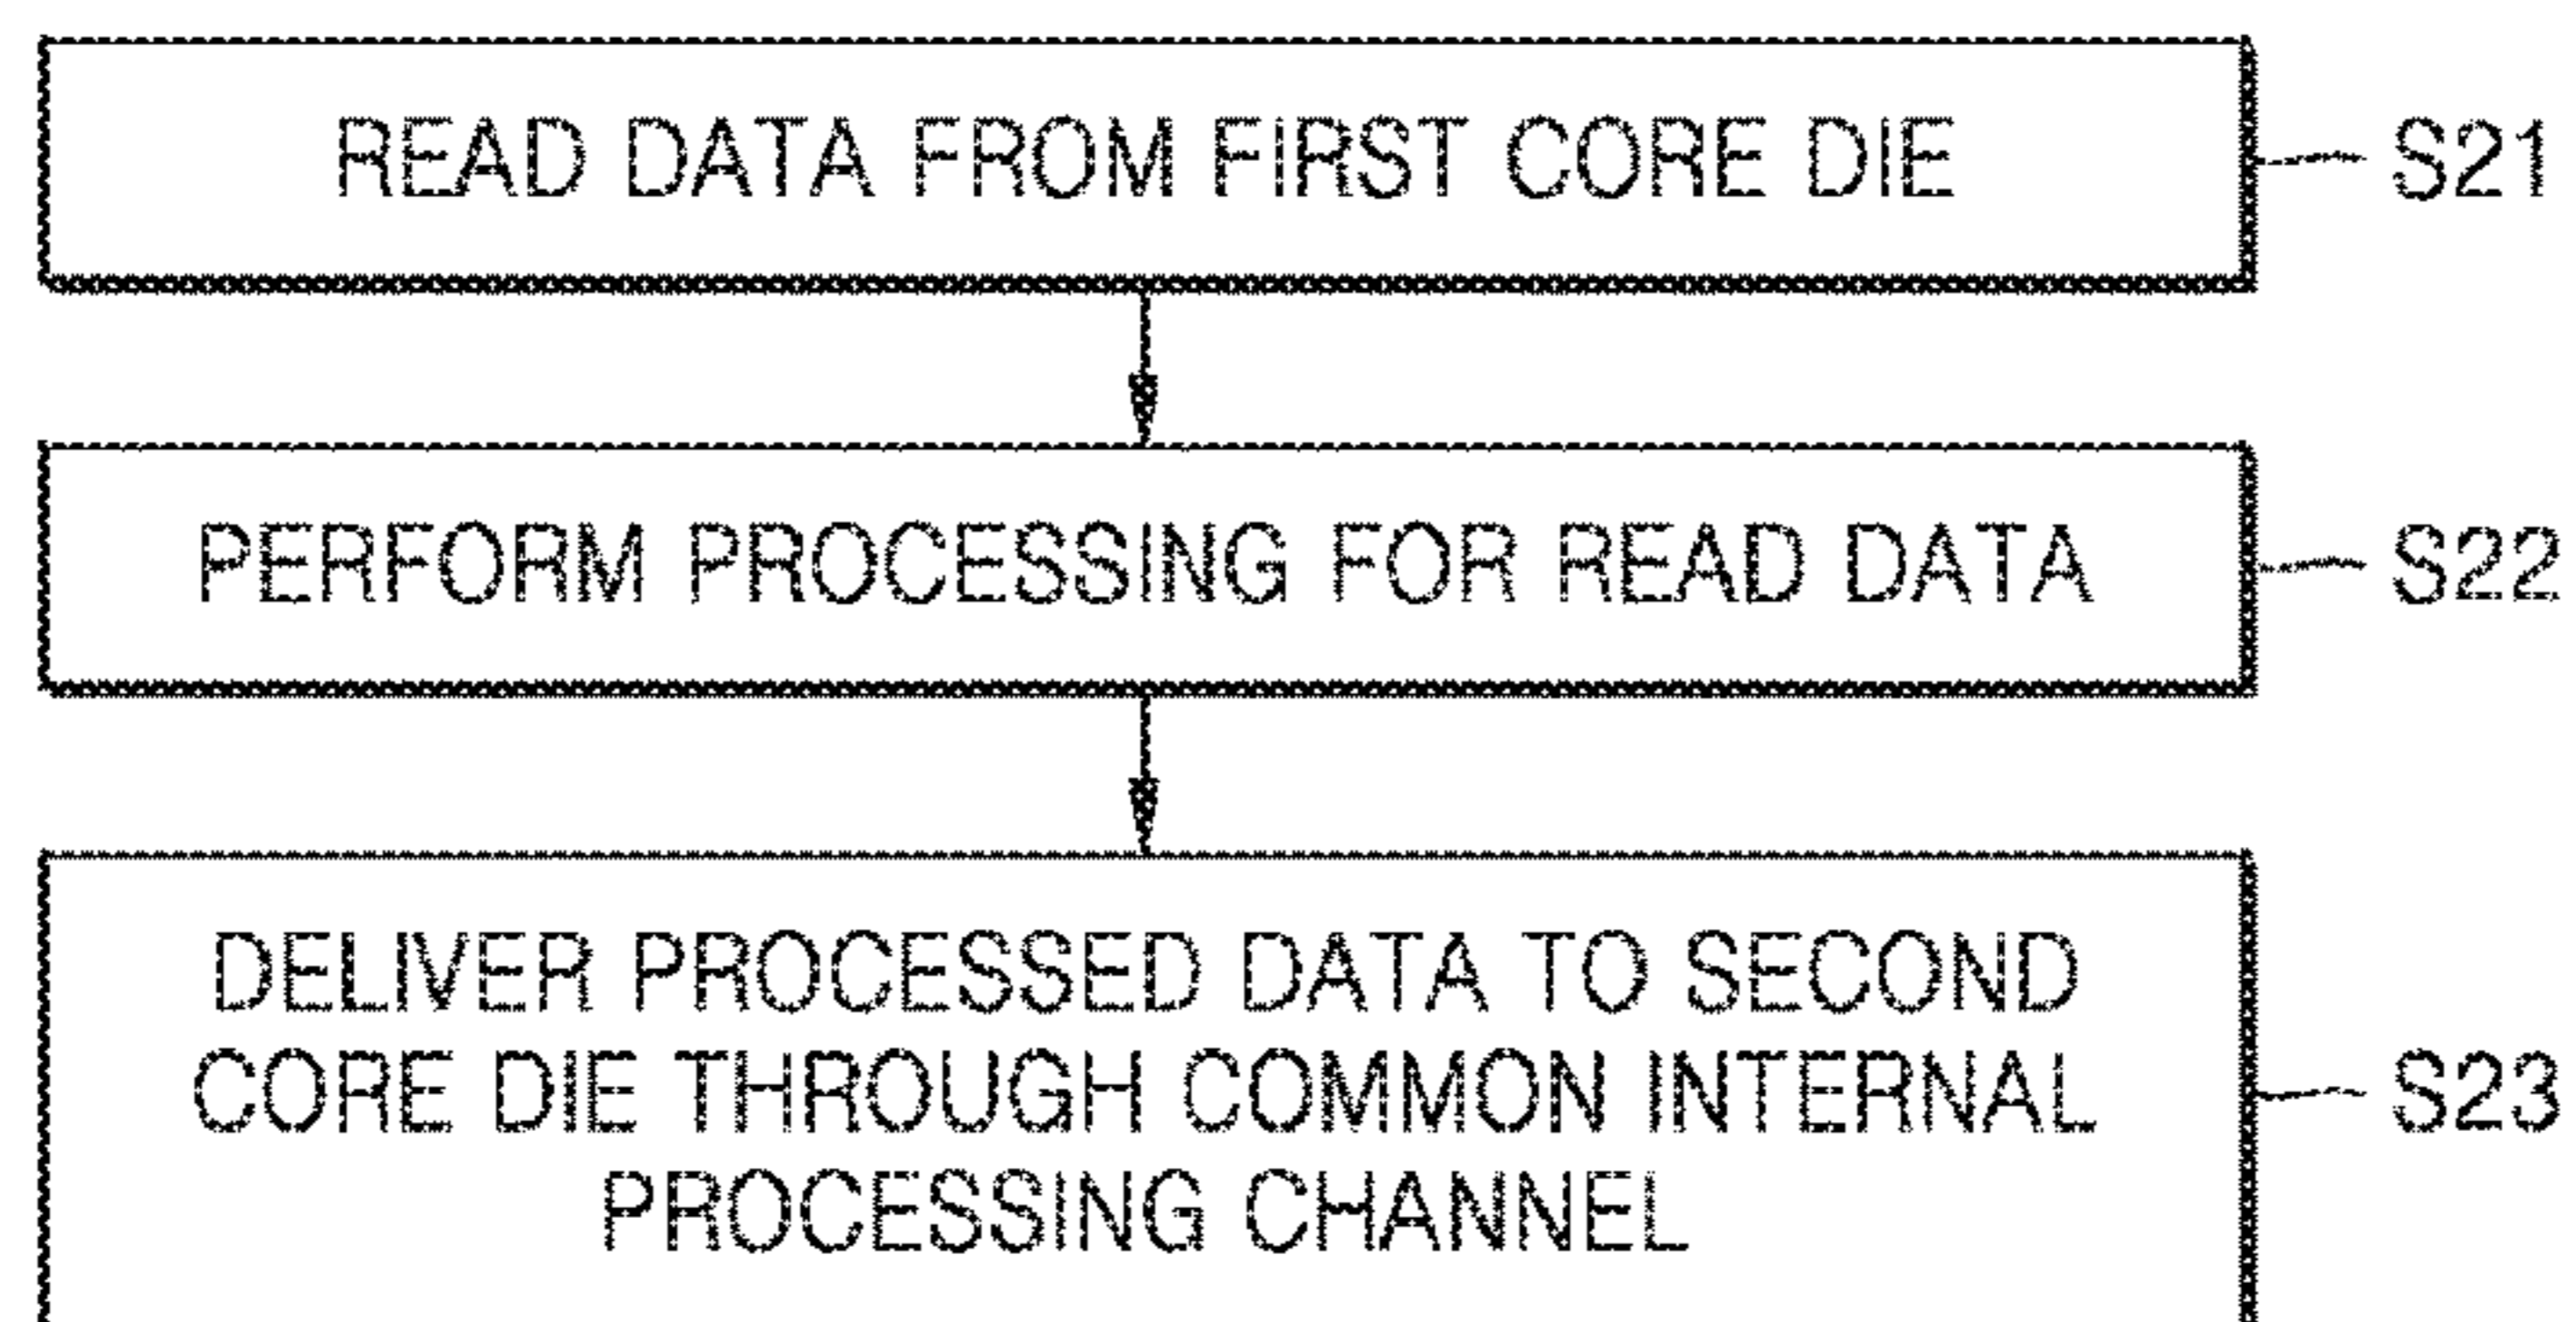 READ DATA FROM FIRST CORE DIE
S21
PERFORM PROCESSING FOR READ DATA
S22
DELIVER PROCESSED DATA TO SECOND
CORE DIE THROUGH COMMON INTERNAL
PROCESSING CHANNEL
S23